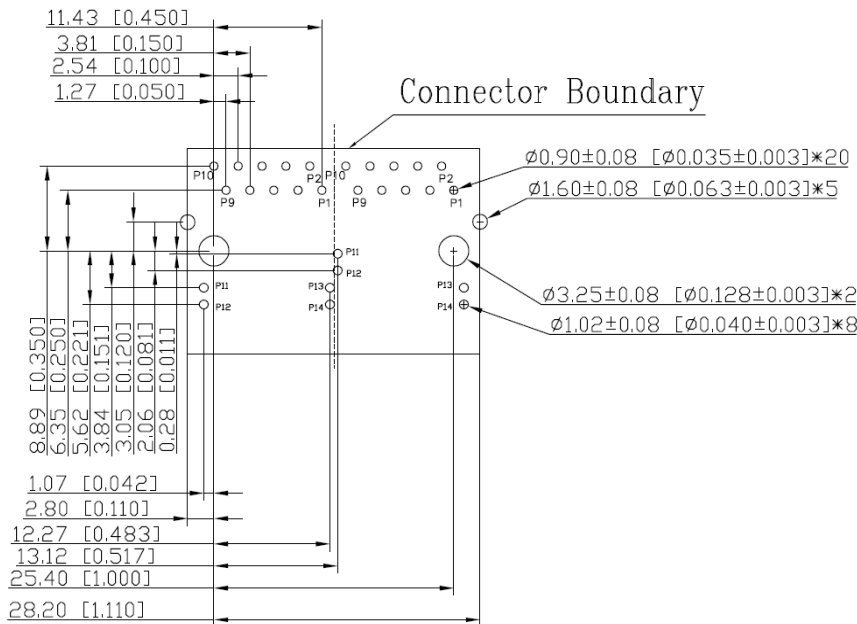 11,43 [0,450]
3,81 [0,150]
2,54 [0,100]
1,27 [0,050]
Connector Boundary
P10 P2 P10 P2
P9 P1 P9 P1
Ø0,90±0,08 [Ø0,035±0,003]*20
Ø1,60±0,08 [Ø0,063±0,003]*5
P11
P12
P11 P13 P13
P12 P14 P14
Ø3,25±0,08 [Ø0,128±0,003]*2
Ø1,02±0,08 [Ø0,040±0,003]*8
8,89 [0,350]
6,35 [0,250]
5,62 [0,221]
3,84 [0,151]
3,05 [0,120]
2,06 [0,081]
0,28 [0,011]
1,07 [0,042]
2,80 [0,110]
12,27 [0,483]
13,12 [0,517]
25,40 [1,000]
28,20 [1,110]